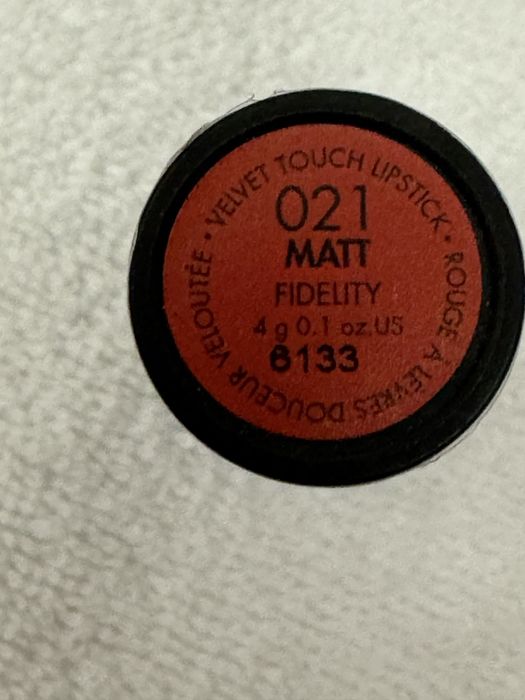 • VELVET TOUCH LIPSTICK • ROUGE À LÈVRES DOUCEUR VELOUTÉE
021
MATT
FIDELITY
4 g 0.1 oz.US
6133